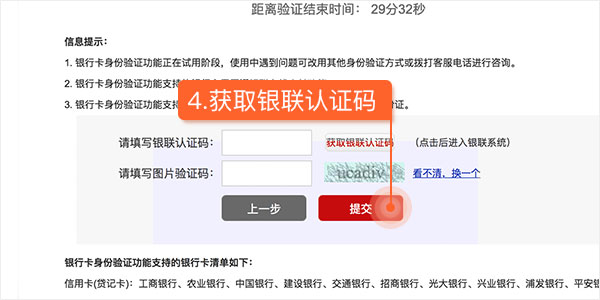 距离验证结束时间: 29分32秒
信息提示:
1. 银行卡身份验证功能正在试用阶段，使用中遇到问题可改用其他身份验证方式或拨打客服电话进行咨询。
2. 银行卡身份验证功能支持
3. 银行卡身份验证功能支持 证。
4.获取银联认证码
请填写银联认证码： 获取银联认证码 （点击后进入银联系统）
请填写图片验证码： ucadiv 看不清，换一个
上一步 提交
银行卡身份验证功能支持的银行卡清单如下:
信用卡(贷记卡): 工商银行、农业银行、中国银行、建设银行、交通银行、招商银行、光大银行、兴业银行、浦发银行、平安银